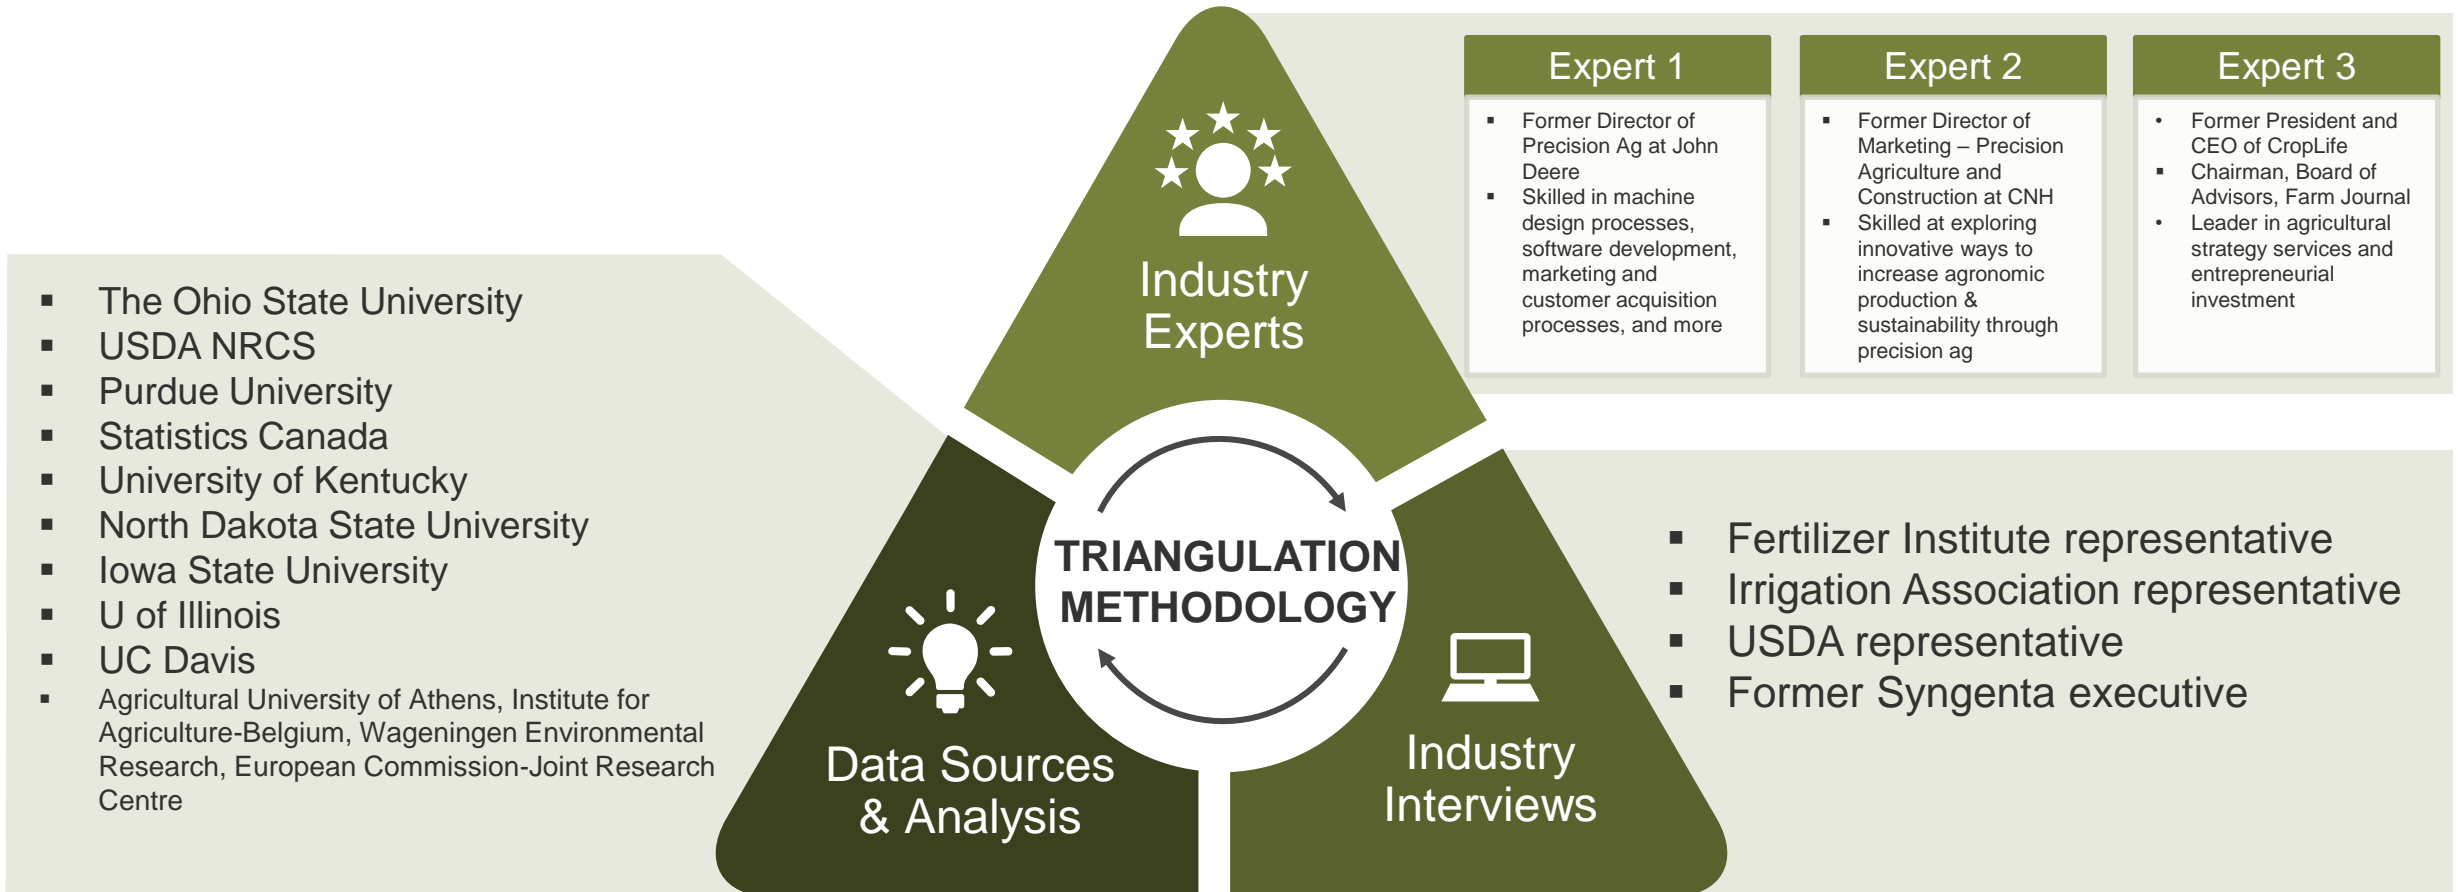 Industry
Experts
Expert 1
▪ Former Director of
Precision Ag at John
Deere
▪ Skilled in machine
design processes,
software development,
marketing and
customer acquisition
processes, and more
Expert 2
▪ Former Director of
Marketing – Precision
Agriculture and
Construction at CNH
▪ Skilled at exploring
innovative ways to
increase agronomic
production &
sustainability through
precision ag
Expert 3
• Former President and
CEO of CropLife
▪ Chairman, Board of
Advisors, Farm Journal
• Leader in agricultural
strategy services and
entrepreneurial
investment
▪ The Ohio State University
▪ USDA NRCS
▪ Purdue University
▪ Statistics Canada
▪ University of Kentucky
▪ North Dakota State University
▪ Iowa State University
▪ U of Illinois
▪ UC Davis
▪ Agricultural University of Athens, Institute for
Agriculture-Belgium, Wageningen Environmental
Research, European Commission-Joint Research
Centre
TRIANGULATION
METHODOLOGY
Data Sources
& Analysis
Industry
Interviews
▪ Fertilizer Institute representative
▪ Irrigation Association representative
▪ USDA representative
▪ Former Syngenta executive